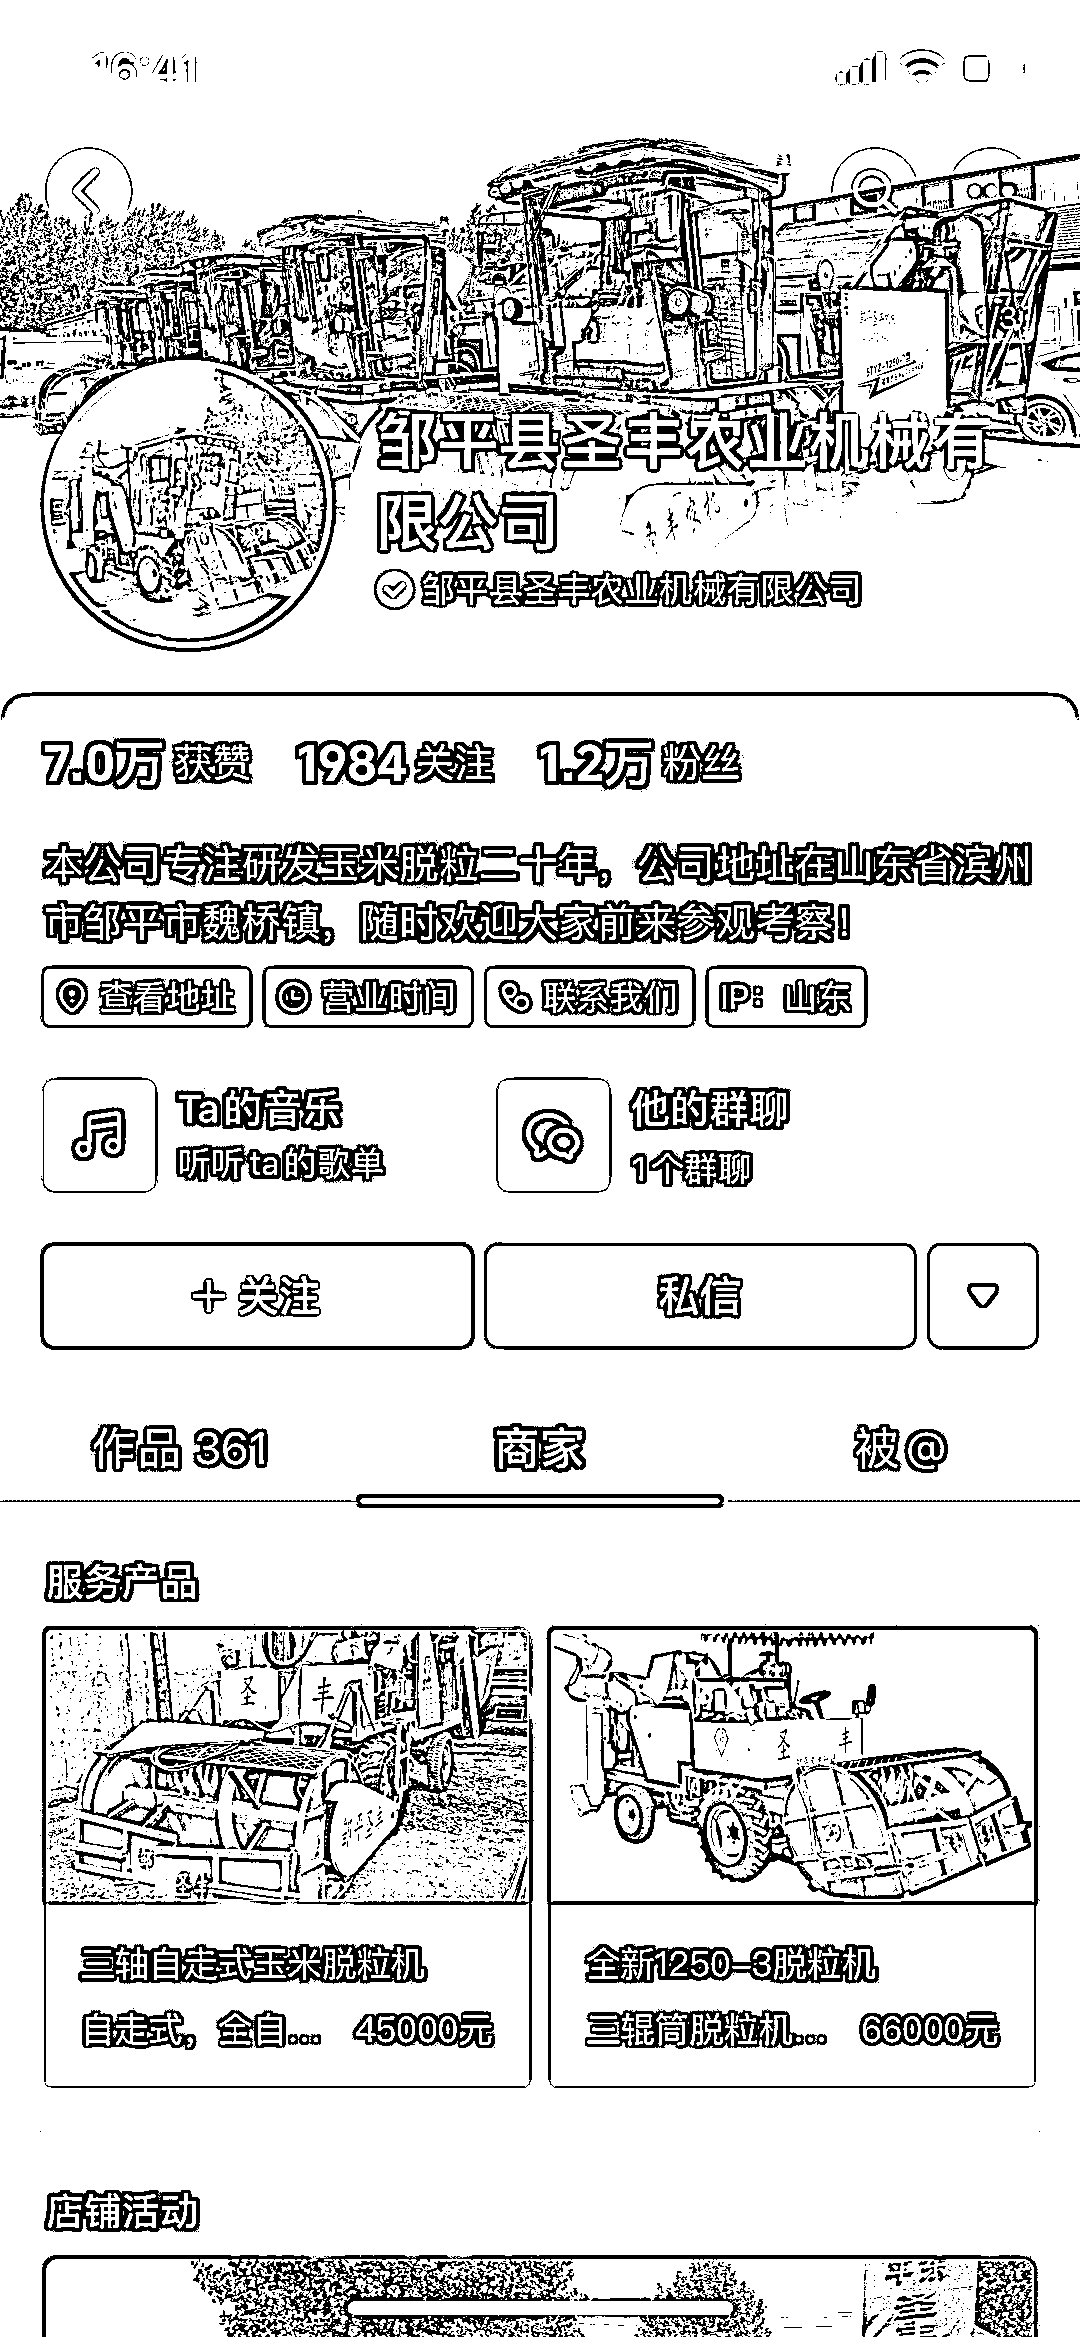 16:41
邹平县圣丰农业机械有
限公司
邹平县圣丰农业机械有限公司
7.0万 获赞 1984 关注 1.2万 粉丝
本公司专注研发玉米脱粒二十年，公司地址在山东省滨州
市邹平市魏桥镇，随时欢迎大家前来参观考察！
查看地址 营业时间 联系我们 IP：山东
Ta的音乐
听听ta的歌单
他的群聊
1个群聊
+ 关注 私信
作品 361 商家 被@
服务产品
圣 丰
圣 丰
三轴自走式玉米脱粒机
自走式，全自... 45000元
全新1250-3脱粒机
三辊筒脱粒机... 66000元
店铺活动